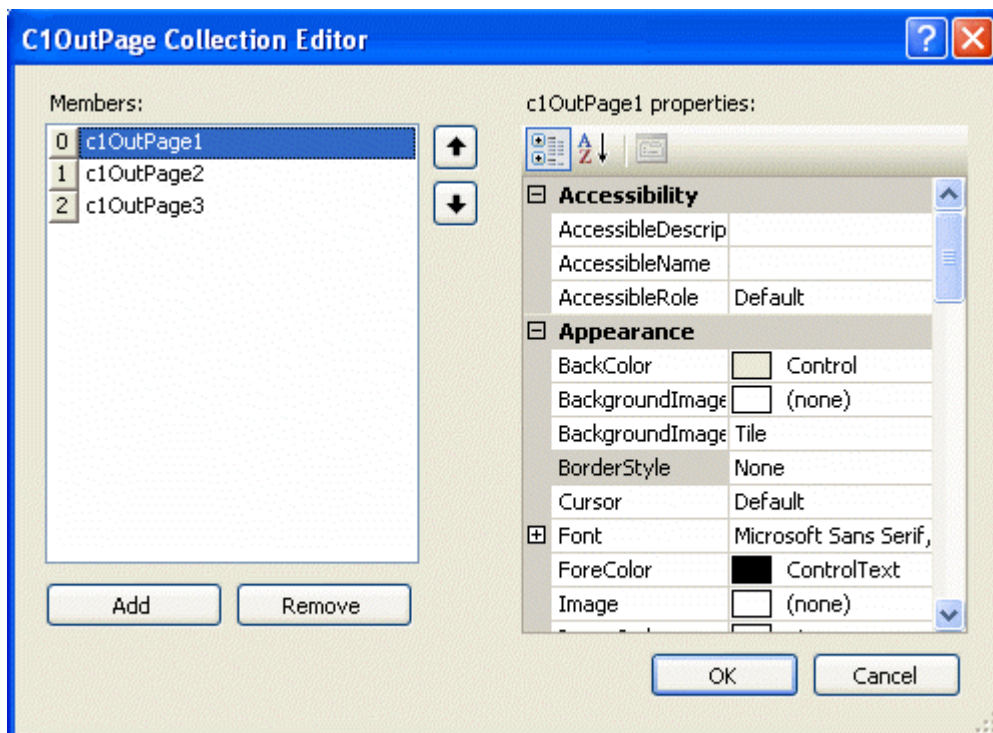 C1OutPage Collection Editor
Members:
0 c1OutPage1
1 c1OutPage2
2 c1OutPage3
Add Remove
c1OutPage1 properties:
Accessibility
AccessibleDescrip
AccessibleName
AccessibleRole Default
Appearance
BackColor Control
BackgroundImage (none)
BackgroundImage Tile
BorderStyle None
Cursor Default
Font Microsoft Sans Serif,
ForeColor ControlText
Image (none)
OK Cancel